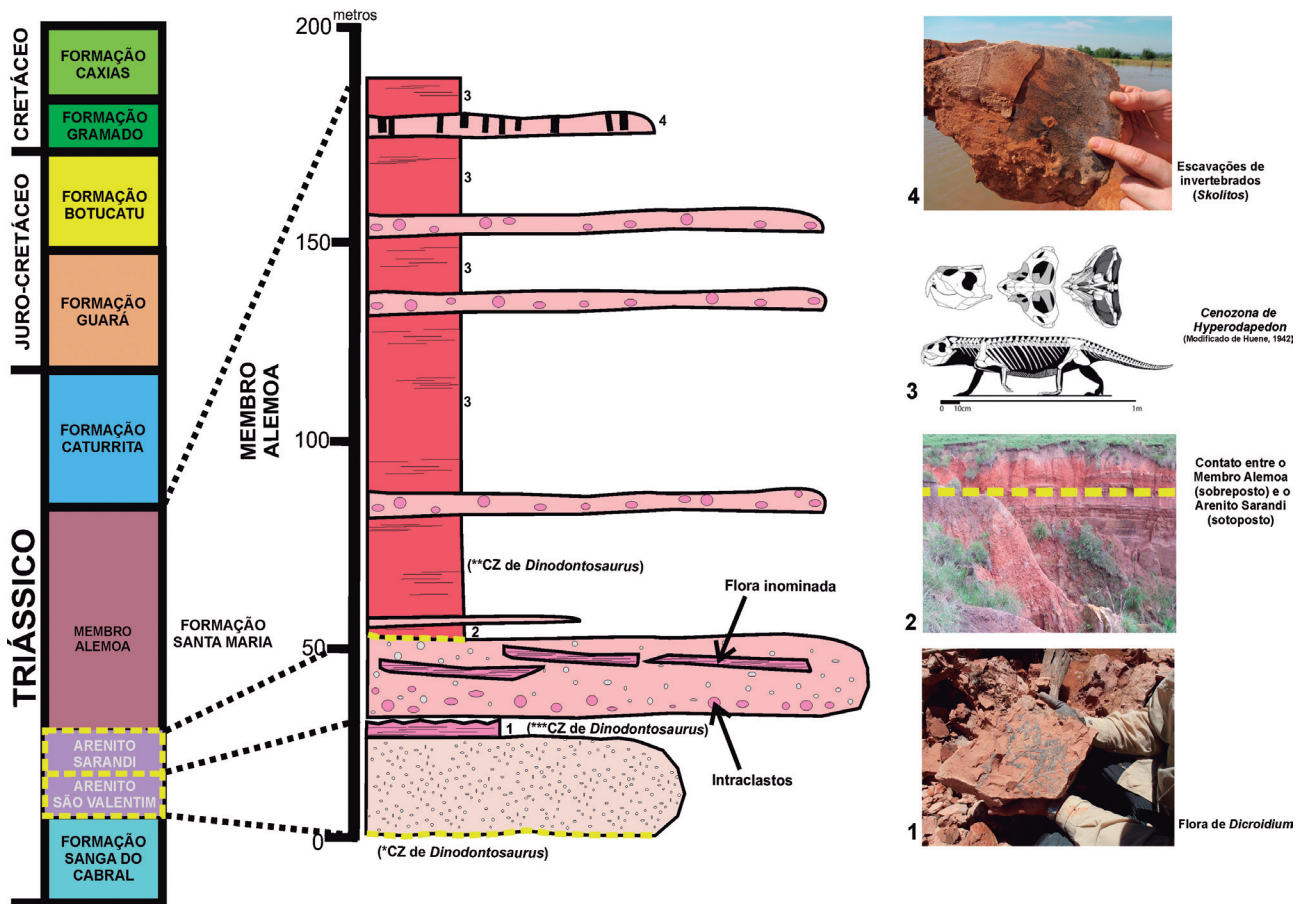 CRETÁCEO
FORMAÇÃO
CAXIAS
FORMAÇÃO
GRAMADO
JURO-CRETÁCEO
FORMAÇÃO
BOTUCATU
FORMAÇÃO
GUARÁ
TRIÁSSICO
FORMAÇÃO
CATURRITA
MEMBRO
ALEMOA
ARENITO
SARANDI
ARENITO
SÃO VALENTIM
FORMAÇÃO
SANGA DO
CABRAL
FORMAÇÃO
SANTA MARIA
MEMBRO
ALEMOA
metros
200
150
100
50
0
3
4
3
3
3
(**CZ de Dinodontosaurus)
2
Flora inominada
1
(***CZ de Dinodontosaurus)
Intraclastos
(*CZ de Dinodontosaurus)
4
Escavações de
invertebrados
(Skolitos)
3
0 10cm 1m
Cenozona de
Hyperodapedon
(Modificado de Huene, 1942)
2
Contato entre o
Membro Alemoa
(sobreposto) e o
Arenito Sarandi
(sotoposto)
1
Flora de Dicroidium